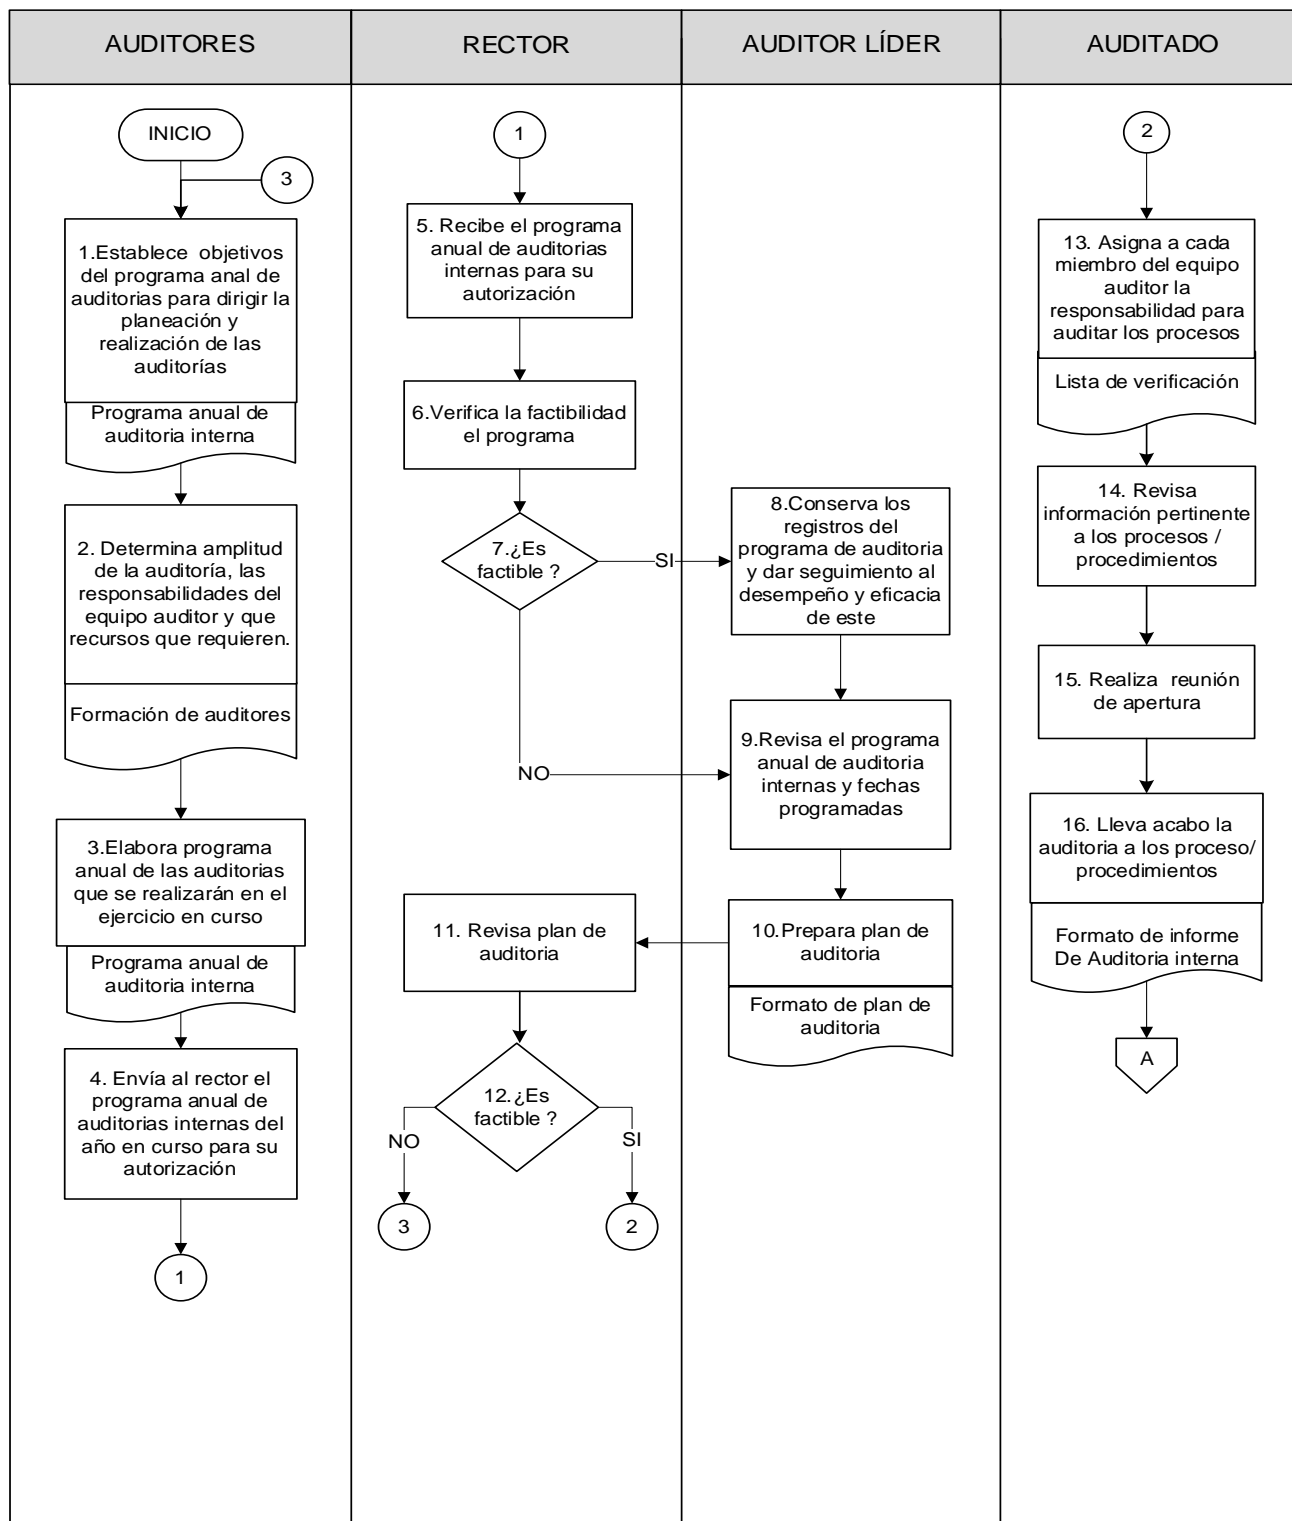 AUDITORES
RECTOR
AUDITOR LÍDER
AUDITADO
INICIO
3
1.Establece objetivos
del programa anal de
auditorias para dirigir la
planeación y
realización de las
auditorías
Programa anual de
auditoria interna
2. Determina amplitud
de la auditoría, las
responsabilidades del
equipo auditor y que
recursos que requieren.
Formación de auditores
3.Elabora programa
anual de las auditorias
que se realizarán en el
ejercicio en curso
Programa anual de
auditoria interna
4. Envía al rector el
programa anual de
auditorias internas del
año en curso para su
autorización
1
1
5. Recibe el programa
anual de auditorias
internas para su
autorización
6.Verifica la factibilidad
el programa
7.¿Es
factible ?
SI
NO
8.Conserva los
registros del
programa de auditoria
y dar seguimiento al
desempeño y eficacia
de este
9.Revisa el programa
anual de auditoria
internas y fechas
programadas
10.Prepara plan de
auditoria
Formato de plan de
auditoria
11. Revisa plan de
auditoria
12.¿Es
factible ?
NO
SI
3
2
2
13. Asigna a cada
miembro del equipo
auditor la
responsabilidad para
auditar los procesos
Lista de verificación
14. Revisa
información pertinente
a los procesos /
procedimientos
15. Realiza reunión
de apertura
16. Lleva acabo la
auditoria a los proceso/
procedimientos
Formato de informe
De Auditoria interna
A